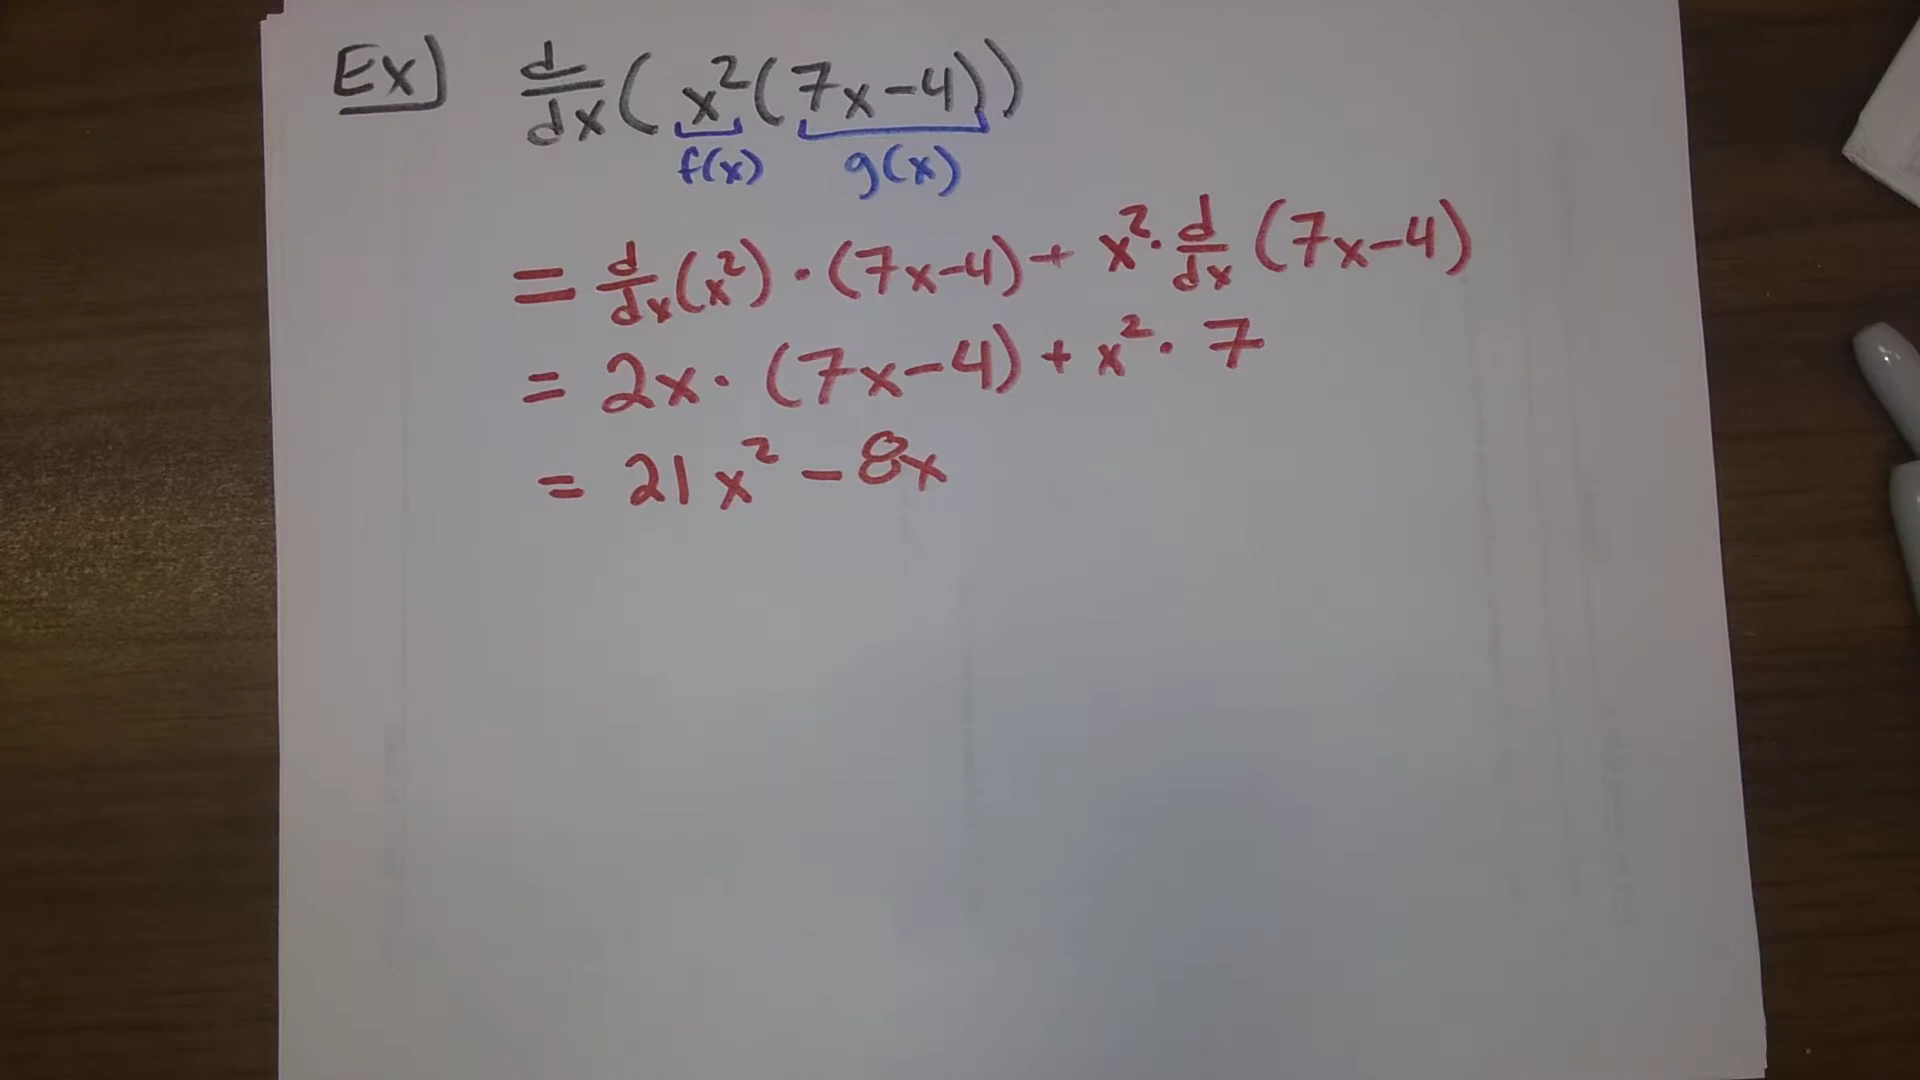 Ex) d/dx (x²(7x-4))
f(x) g(x)
= d/dx (x²) · (7x-4) + x² · d/dx (7x-4)
= 2x · (7x-4) + x² · 7
= 21x² - 8x